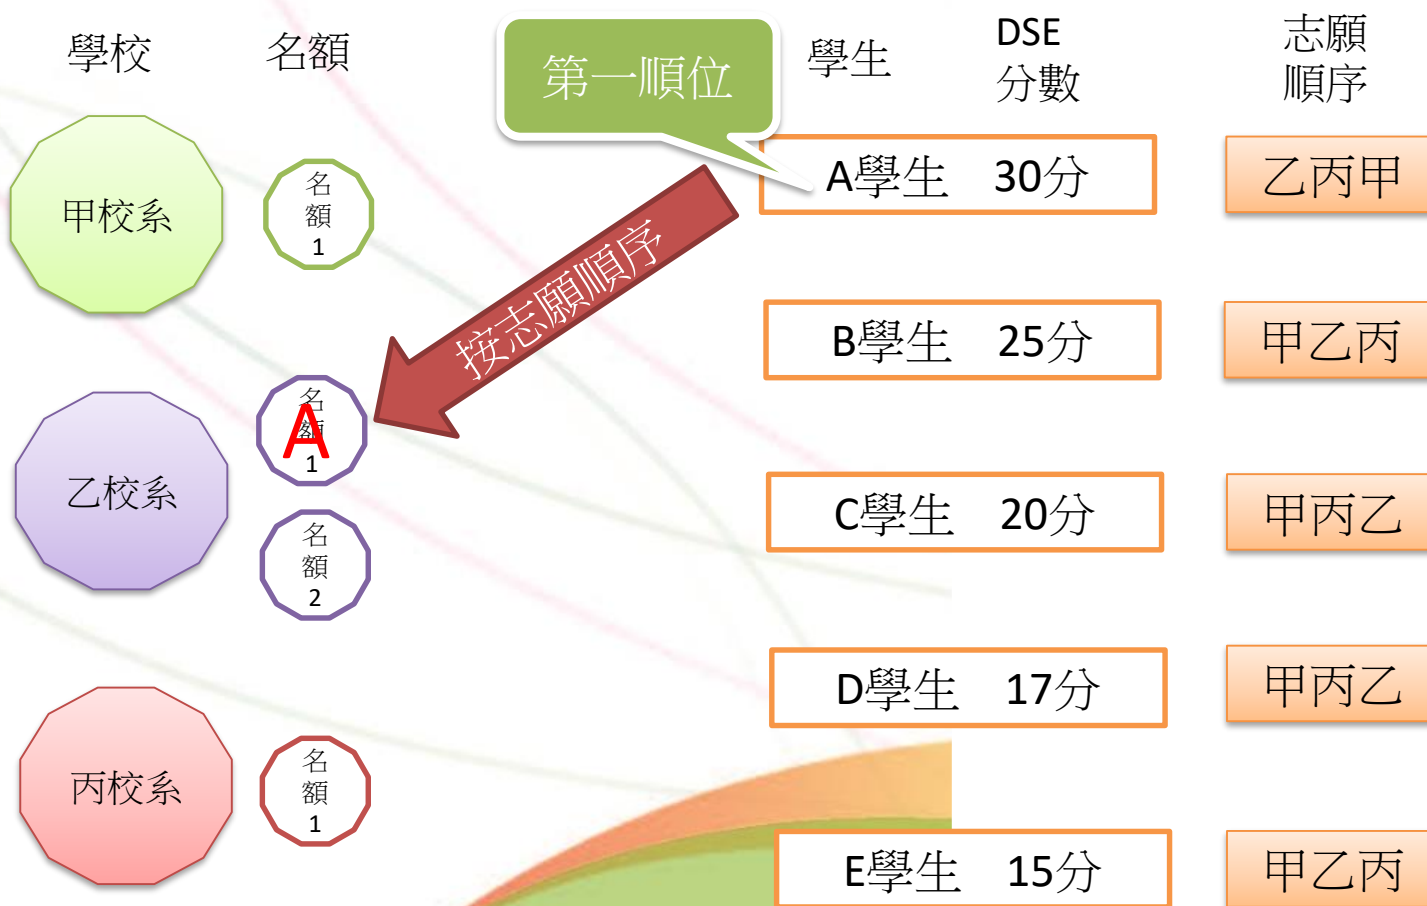 學校
名額
第一順位
學生
DSE
分數
志願
順序
甲校系
名
額
1
A學生 30分
乙丙甲
按志願順序
B學生 25分
甲乙丙
乙校系
名
額
1
A
名
額
2
C學生 20分
甲丙乙
D學生 17分
甲丙乙
丙校系
名
額
1
E學生 15分
甲乙丙